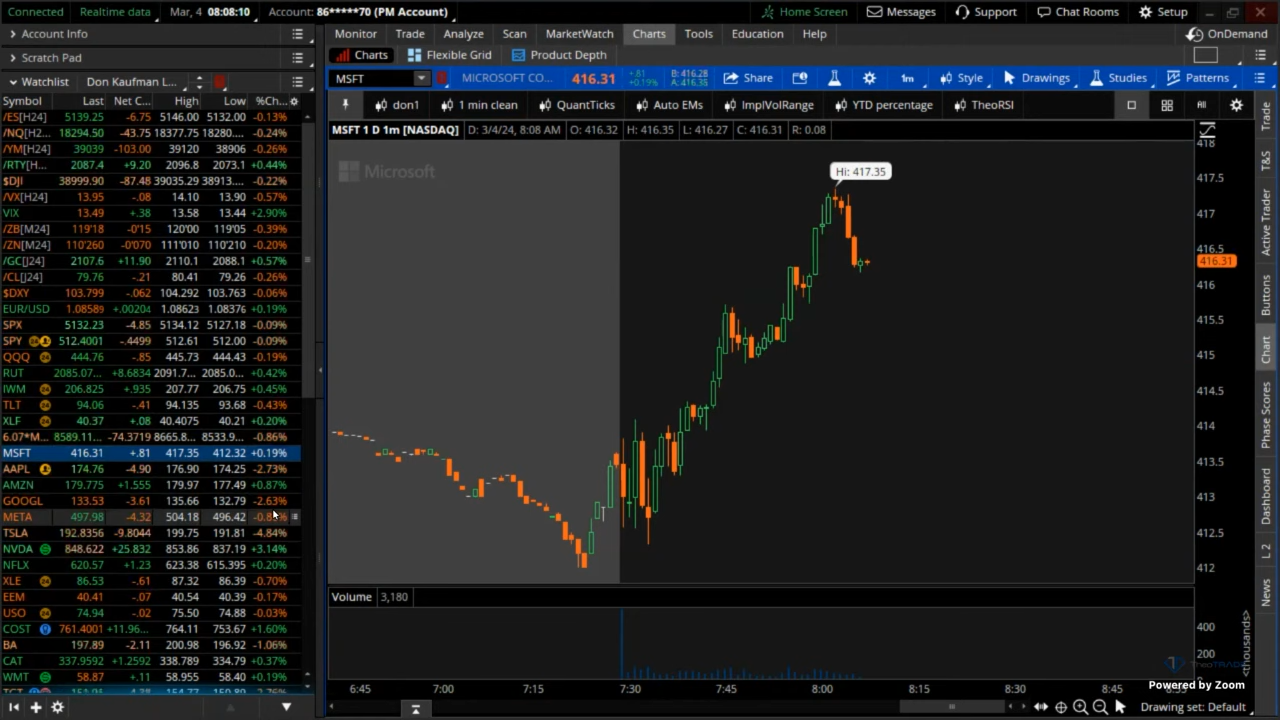 Connected Realtime data Mar, 4 08:08:10 Account: 86*****70 (PM Account) Home Screen Messages Support Chat Rooms Setup
Account Info
Monitor Trade Analyze Scan MarketWatch Charts Tools Education Help OnDemand
Scratch Pad
Charts Flexible Grid Product Depth
Watchlist Don Kaufman L...
MSFT MICROSOFT CO... 416.31 +.81 +0.19% B: 416.28 A: 416.35 Share 1m Style Drawings Studies Patterns
don1 1 min clean QuantTicks Auto EMs ImplVolRange YTD percentage TheoRSI All
MSFT 1 D 1m [NASDAQ] D: 3/4/24, 8:08 AM O: 416.32 H: 416.35 L: 416.27 C: 416.31 R: 0.08
Microsoft
Hi: 417.35
Symbol Last Net C... High Low %Ch...
/ES[H24] 5139.25 -6.75 5146.00 5128.50 -0.13%
/NQ[H2... 18294.50 -43.75 18377.75 18280.... -0.24%
/YM[H24] 39039 -103.00 39120 38906 -0.26%
/RTY[H... 2087.4 +9.20 2096.8 2073.1 +0.44%
$DJI 38999.90 -87.48 39035.29 38913.... -0.22%
/VX[H24] 13.95 -.08 14.10 13.90 -0.57%
VIX 13.49 +.38 13.58 13.44 +2.90%
/ZB[M24] 119'18 -0'15 120'00 119'05 -0.39%
/ZN[M24] 110'260 -0'070 111'010 110'210 -0.20%
/GC[J24] 2107.6 +11.90 2110.1 2088.1 +0.57%
/CL[J24] 79.76 -.21 80.41 79.26 -0.26%
$DXY 103.799 -.062 104.292 103.763 -0.06%
EUR/USD 1.08589 +.00204 1.08623 1.08376 +0.19%
SPX 5132.23 -4.85 5134.12 5127.18 -0.09%
SPY 512.4001 -.4499 512.61 512.00 -0.09%
QQQ 444.76 -.85 445.73 444.43 -0.19%
RUT 2085.07... +8.6834 2091.7... 2085.0... +0.42%
IWM 206.825 +.935 207.77 206.75 +0.45%
TLT 94.06 -.41 94.135 93.68 -0.43%
XLF 40.37 +.08 40.4075 40.21 +0.20%
6.07*M... 8589.11... -74.3719 8665.8... 8533.9... -0.86%
MSFT 416.31 +.81 417.35 412.32 +0.19%
AAPL 174.76 -4.90 176.90 174.25 -2.73%
AMZN 179.775 +1.555 179.97 177.49 +0.87%
GOOGL 133.53 -3.61 135.66 132.79 -2.63%
META 497.98 -4.32 504.18 496.42
TSLA 192.8356 -9.8044 199.75 191.81 -4.84%
NVDA 848.622 +25.832 853.86 837.19 +3.14%
NFLX 620.57 +1.23 623.38 615.395 +0.20%
XLE 86.53 -.61 87.32 86.39 -0.70%
EEM 40.41 -.07 40.54 40.39 -0.17%
USO 74.94 -.02 75.50 74.88 -0.03%
COST 761.4001 +11.96... 764.11 753.67 +1.60%
BA 197.89 -2.11 200.98 196.92 -1.06%
CAT 337.9592 +1.2592 338.789 334.79 +0.37%
WMT 58.87 +.11 58.955 58.40 +0.19%
418
417.5
417
416.5
416.31
416
415.5
415
414.5
414
413.5
413
412.5
412
Volume 3,180
400
200
<thousands>
6:45 7:00 7:15 7:30 7:45 8:00 8:15 8:30 8:45
TheoTRADE
Powered by Zoom
Drawing set: Default
Trade
T&S
Active Trader
Buttons
Chart
Phase Scores
Dashboard
L 2
News